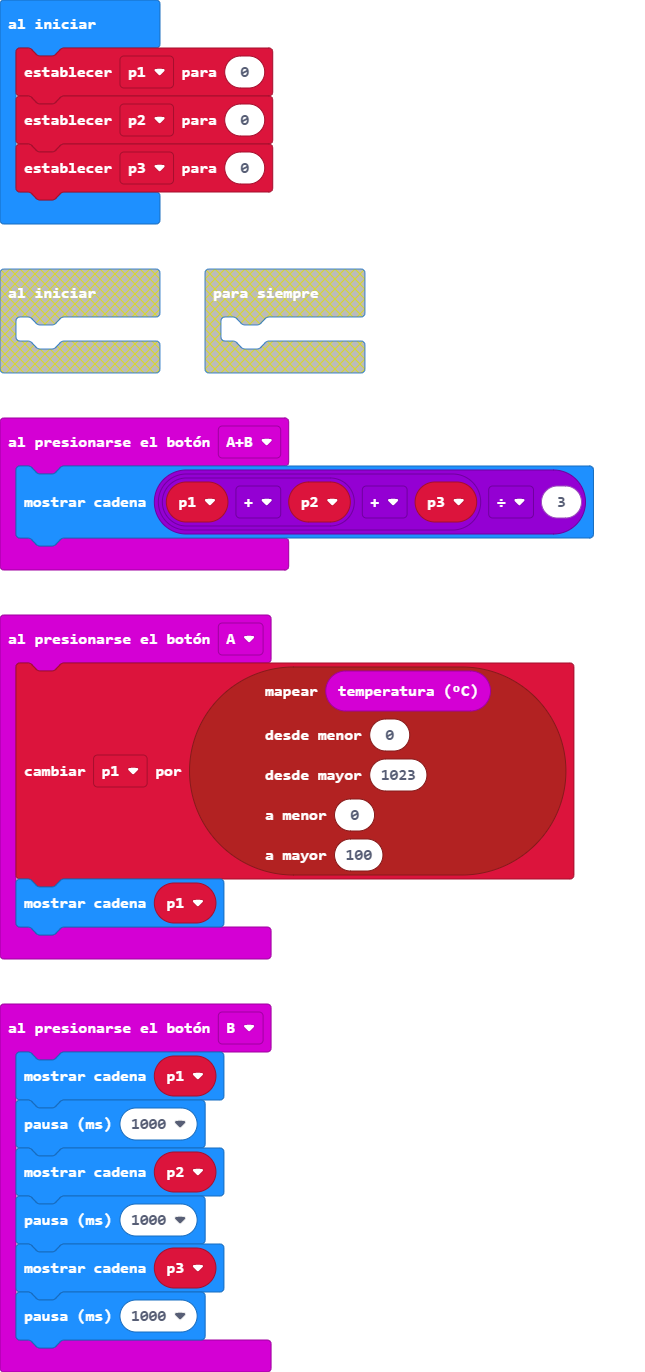 al iniciar
establecer p1 para 0
establecer p2 para 0
establecer p3 para 0
al iniciar
para siempre
al presionarse el botón A+B
mostrar cadena p1 + p2 + p3 ÷ 3
al presionarse el botón A
mapear temperatura (ºC)
desde menor 0
desde mayor 1023
cambiar p1 por
a menor 0
a mayor 100
mostrar cadena p1
al presionarse el botón B
mostrar cadena p1
pausa (ms) 1000
mostrar cadena p2
pausa (ms) 1000
mostrar cadena p3
pausa (ms) 1000